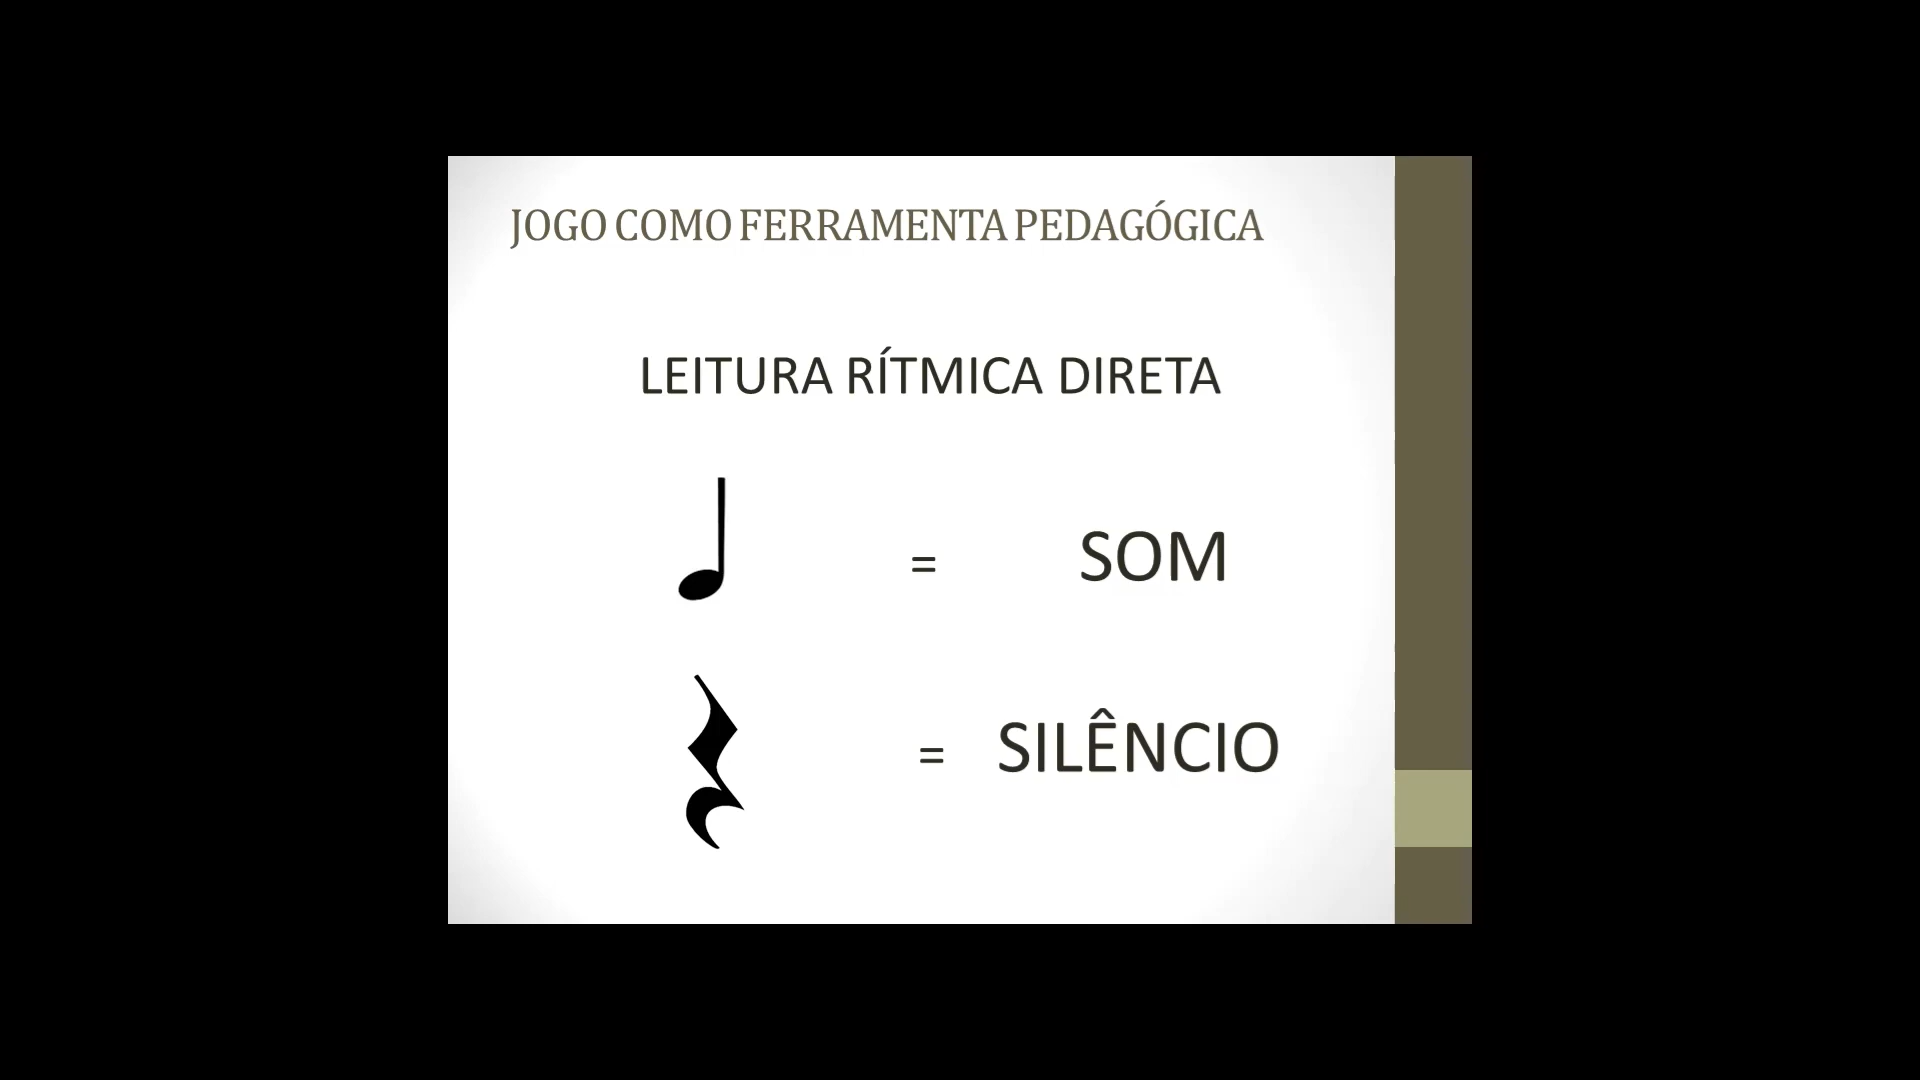 JOGO COMO FERRAMENTA PEDAGÓGICA
LEITURA RÍTMICA DIRETA
= SOM
= SILÊNCIO